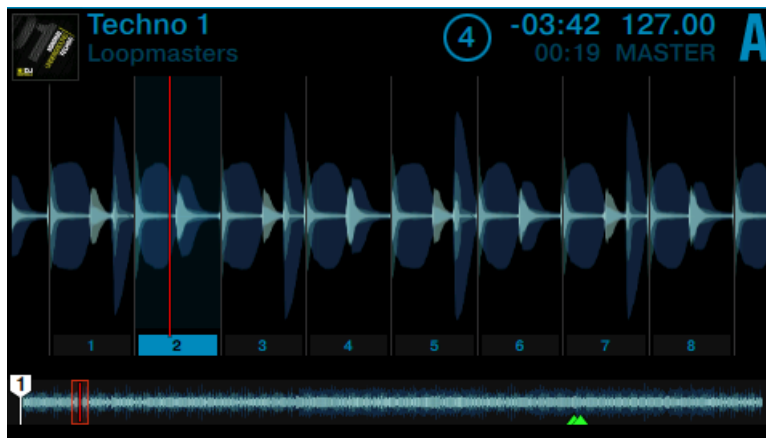 Techno 1
Loopmasters
4
-03:42 127.00
00:19 MASTER
A
1 2 3 4 5 6 7 8
1